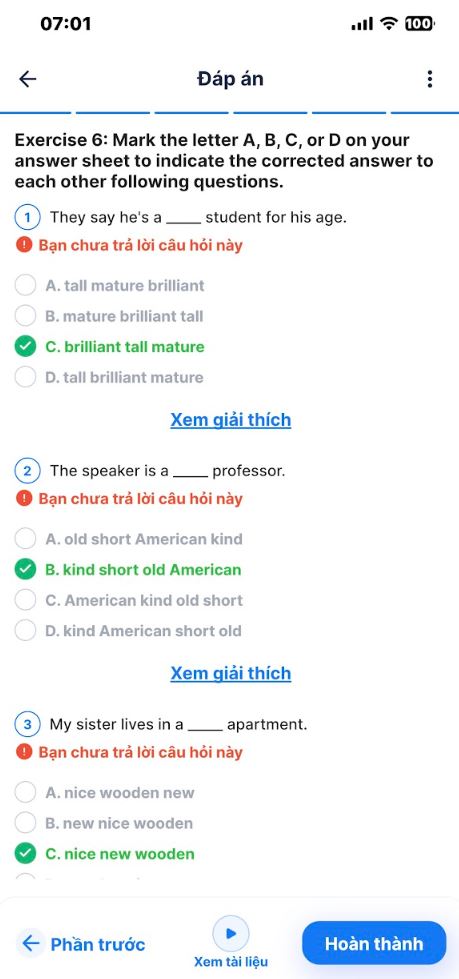 07:01
100
Đáp án
Exercise 6: Mark the letter A, B, C, or D on your
answer sheet to indicate the corrected answer to
each other following questions.
1 They say he's a _____ student for his age.
! Bạn chưa trả lời câu hỏi này
A. tall mature brilliant
B. mature brilliant tall
C. brilliant tall mature
D. tall brilliant mature
Xem giải thích
2 The speaker is a _____ professor.
! Bạn chưa trả lời câu hỏi này
A. old short American kind
B. kind short old American
C. American kind old short
D. kind American short old
Xem giải thích
3 My sister lives in a _____ apartment.
! Bạn chưa trả lời câu hỏi này
A. nice wooden new
B. new nice wooden
C. nice new wooden
Phần trước
Xem tài liệu
Hoàn thành